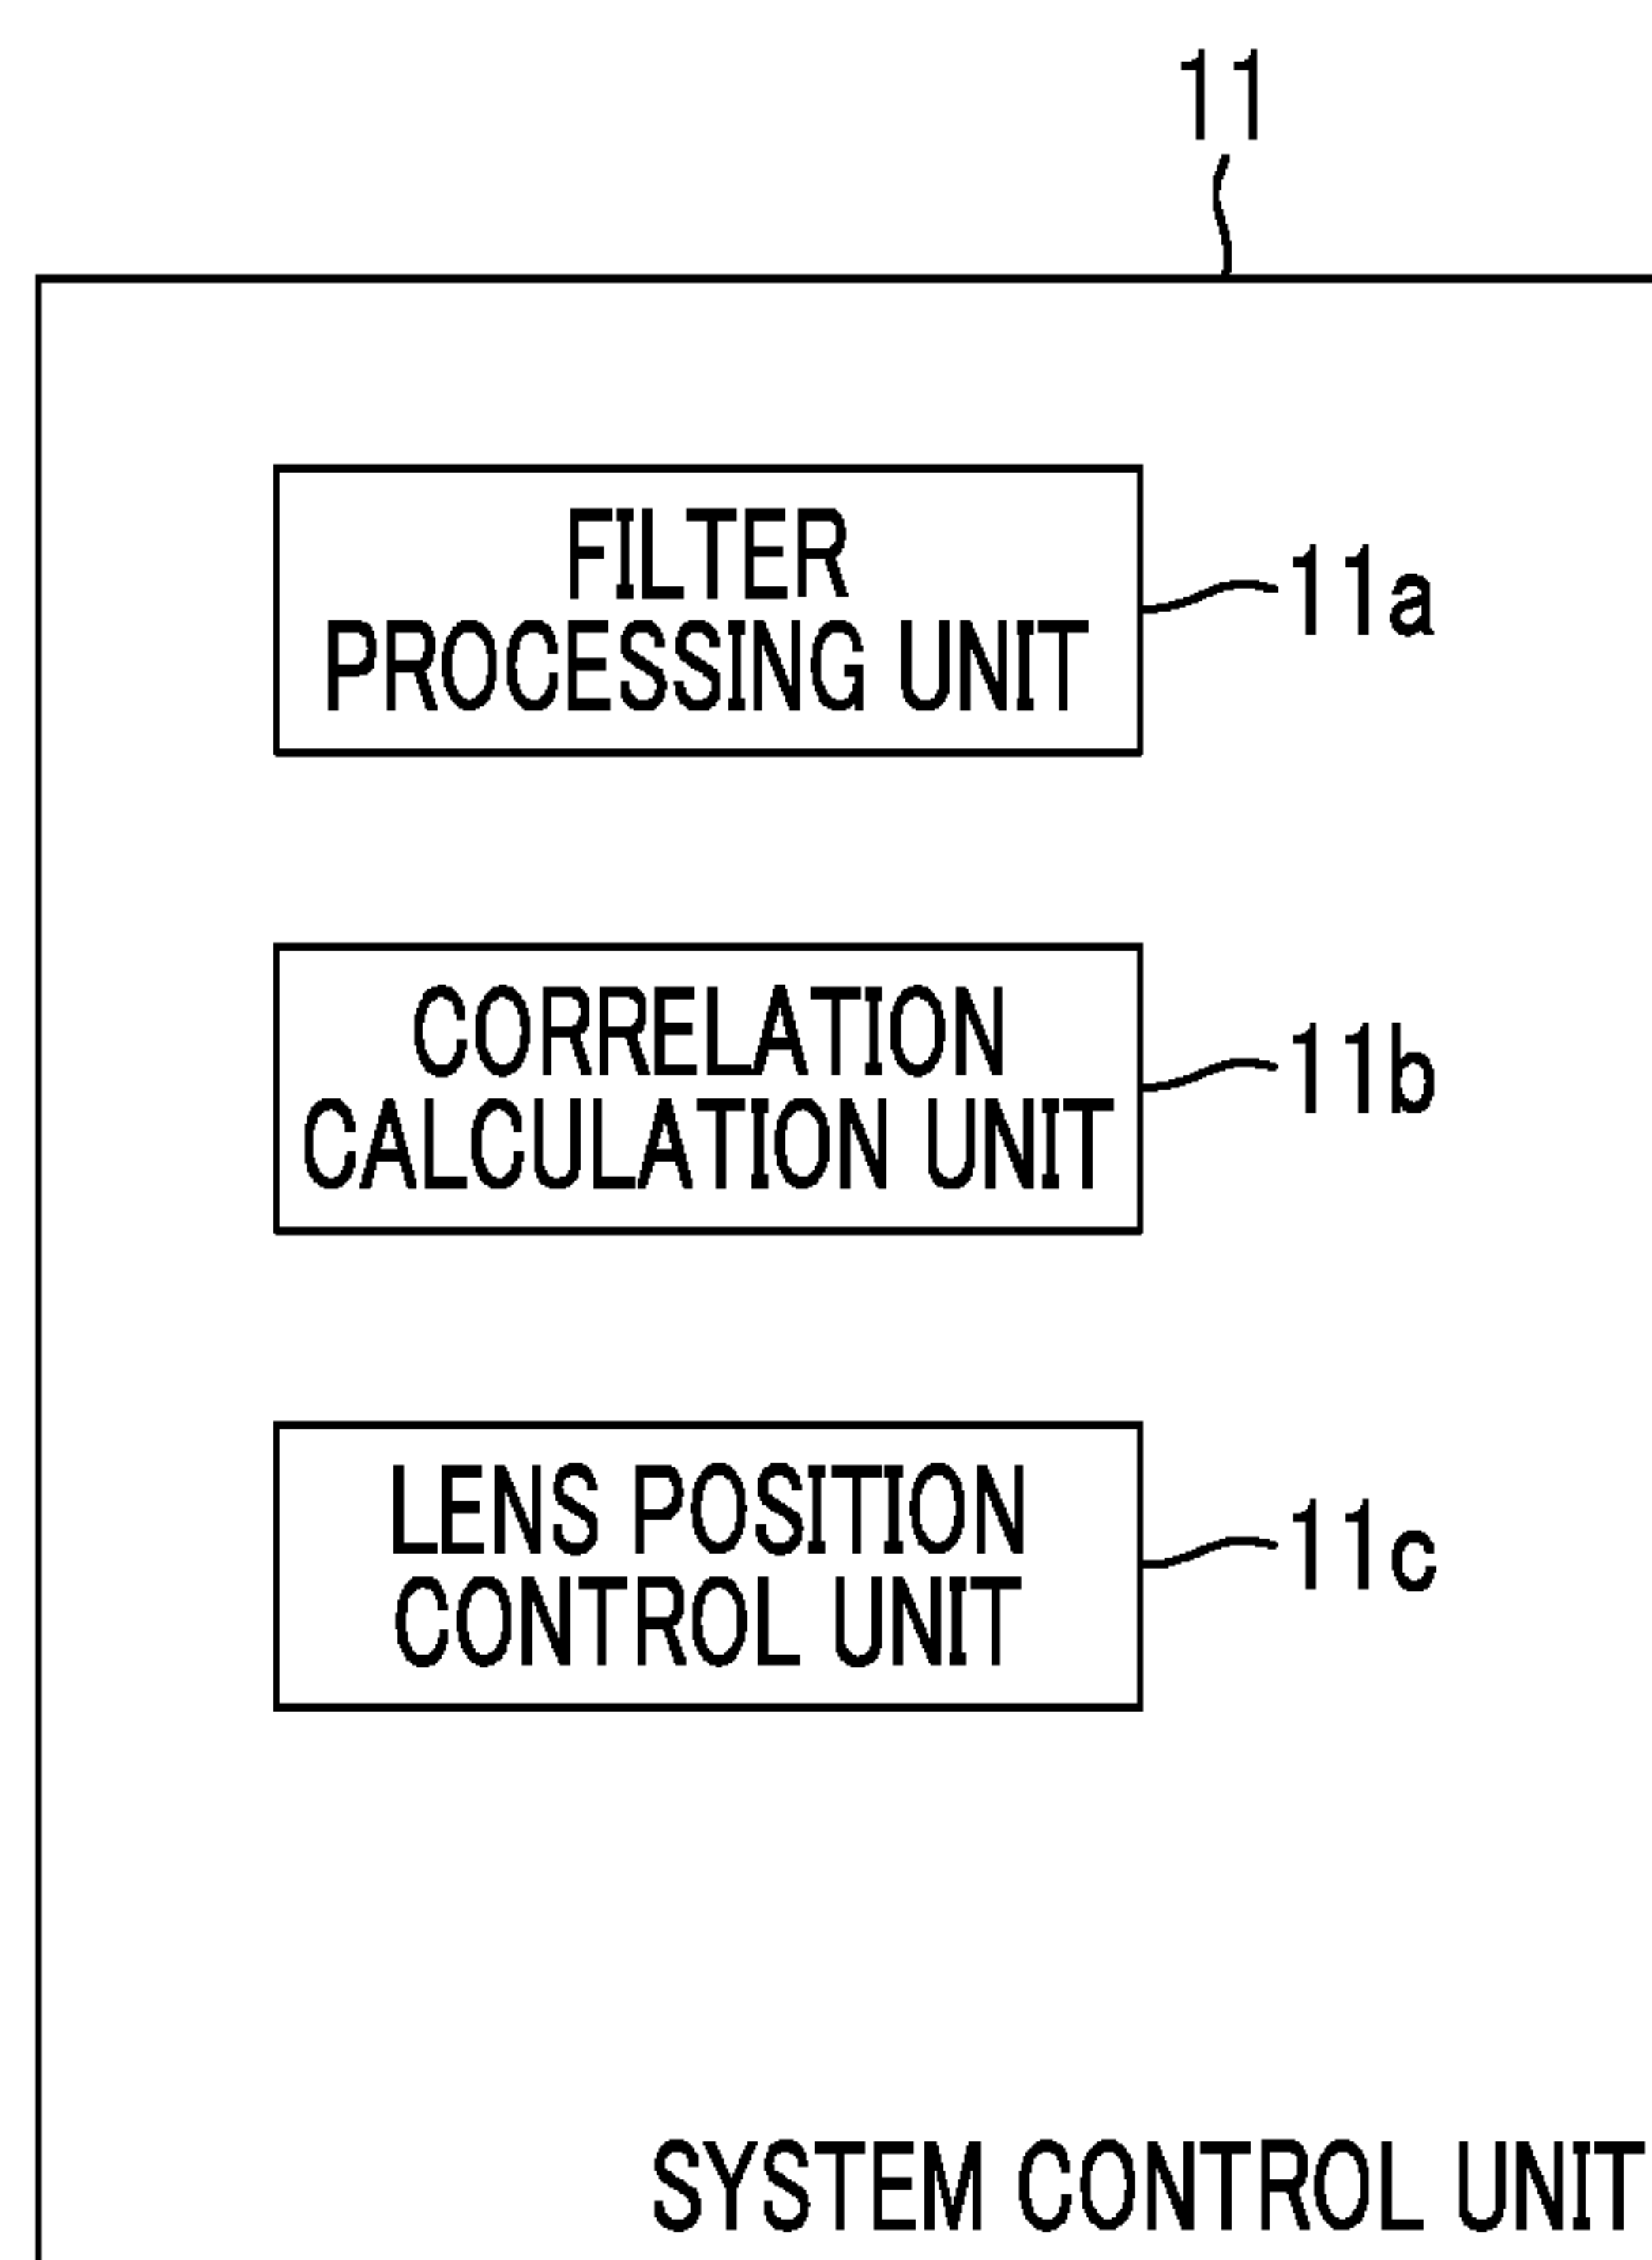 11
FILTER
PROCESSING UNIT
11a
CORRELATION
CALCULATION UNIT
11b
LENS POSITION
CONTROL UNIT
11c
SYSTEM CONTROL UNIT